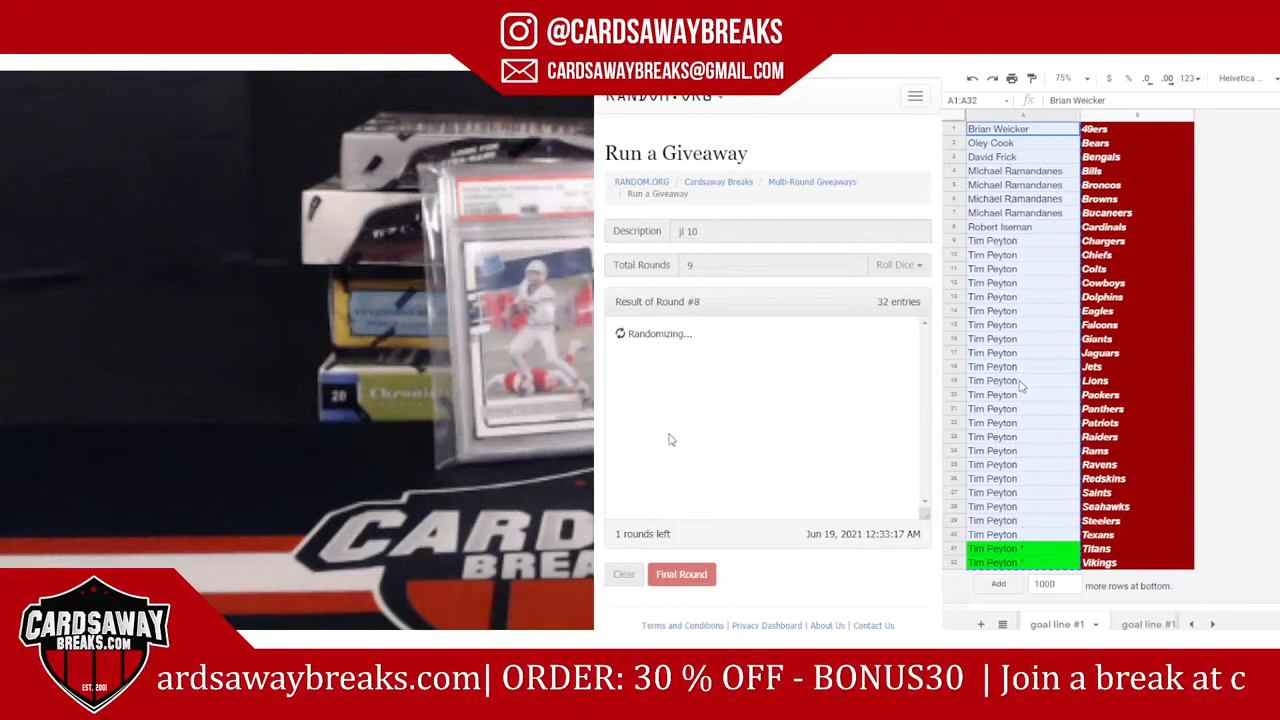 @CARDSAWAYBREAKS
CARDSAWAYBREAKS@GMAIL.COM
RANDOM.ORG
Run a Giveaway
RANDOM.ORG / Cardsaway Breaks / Multi-Round Giveaways
/ Run a Giveaway
Description jl 10
Total Rounds 9 Roll Dice
Result of Round #8 32 entries
Randomizing...
1 rounds left Jun 19, 2021 12:33:17 AM
Clear Final Round
Terms and Conditions | Privacy Dashboard | About Us | Contact Us
75% $ % .0 .00 123 Helvetica ...
A1:A32 fx Brian Weicker
A B
1 Brian Weicker 49ers
2 Oley Cook Bears
3 David Frick Bengals
4 Michael Ramandanes Bills
5 Michael Ramandanes Broncos
6 Michael Ramandanes Browns
7 Michael Ramandanes Bucaneers
8 Robert Iseman Cardinals
9 Tim Peyton Chargers
10 Tim Peyton Chiefs
11 Tim Peyton Colts
12 Tim Peyton Cowboys
13 Tim Peyton Dolphins
14 Tim Peyton Eagles
15 Tim Peyton Falcons
16 Tim Peyton Giants
17 Tim Peyton Jaguars
18 Tim Peyton Jets
19 Tim Peyton Lions
20 Tim Peyton Packers
21 Tim Peyton Panthers
22 Tim Peyton Patriots
23 Tim Peyton Raiders
24 Tim Peyton Rams
25 Tim Peyton Ravens
26 Tim Peyton Redskins
27 Tim Peyton Saints
28 Tim Peyton Seahawks
29 Tim Peyton Steelers
30 Tim Peyton Texans
31 Tim Peyton * Titans
32 Tim Peyton * Vikings
Add 1000 more rows at bottom.
+ goal line #1 goal line #1
20 Chronic
CARDS
BREA
CARDSAWAY
BREAKS.COM
EST. 2001
ardsawaybreaks.com| ORDER: 30 % OFF - BONUS30 | Join a break at c